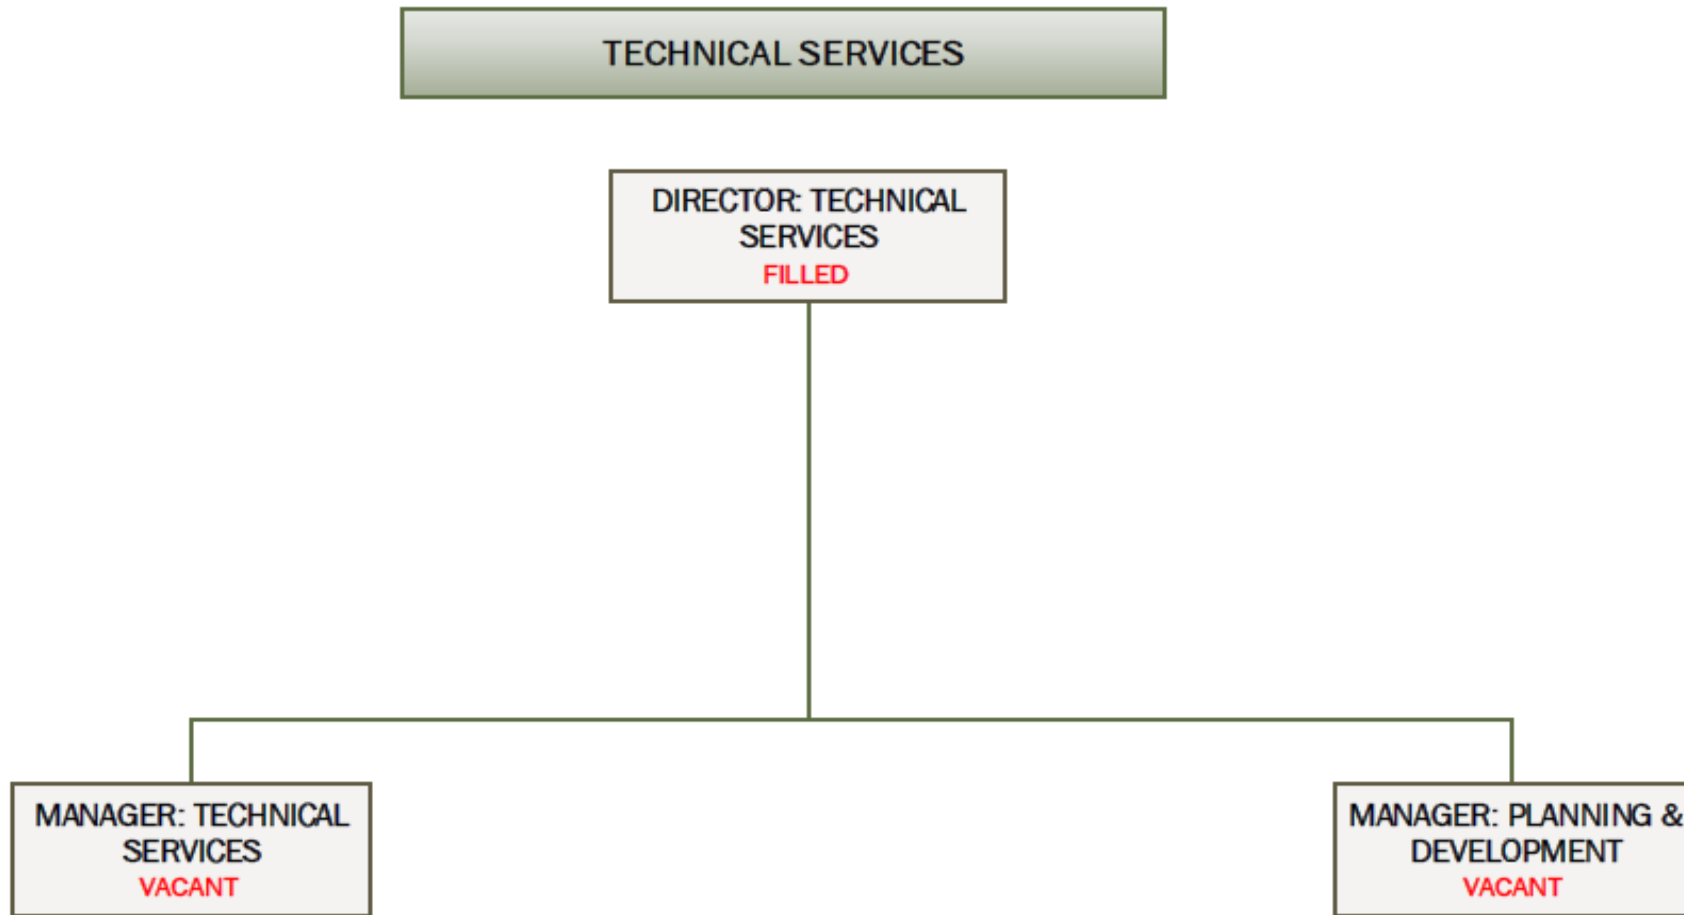 TECHNICAL SERVICES
DIRECTOR: TECHNICAL
SERVICES
FILLED
MANAGER: TECHNICAL
SERVICES
VACANT
MANAGER: PLANNING &
DEVELOPMENT
VACANT